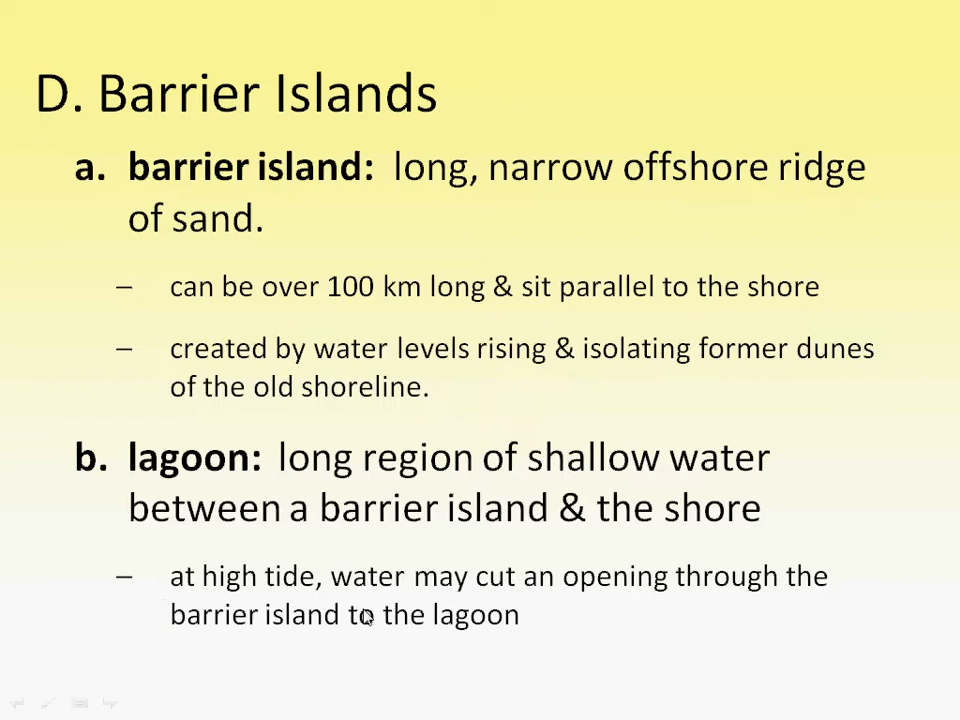 D. Barrier Islands
a. barrier island: long, narrow offshore ridge
of sand.
– can be over 100 km long & sit parallel to the shore
– created by water levels rising & isolating former dunes
of the old shoreline.
b. lagoon: long region of shallow water
between a barrier island & the shore
– at high tide, water may cut an opening through the
barrier island to the lagoon